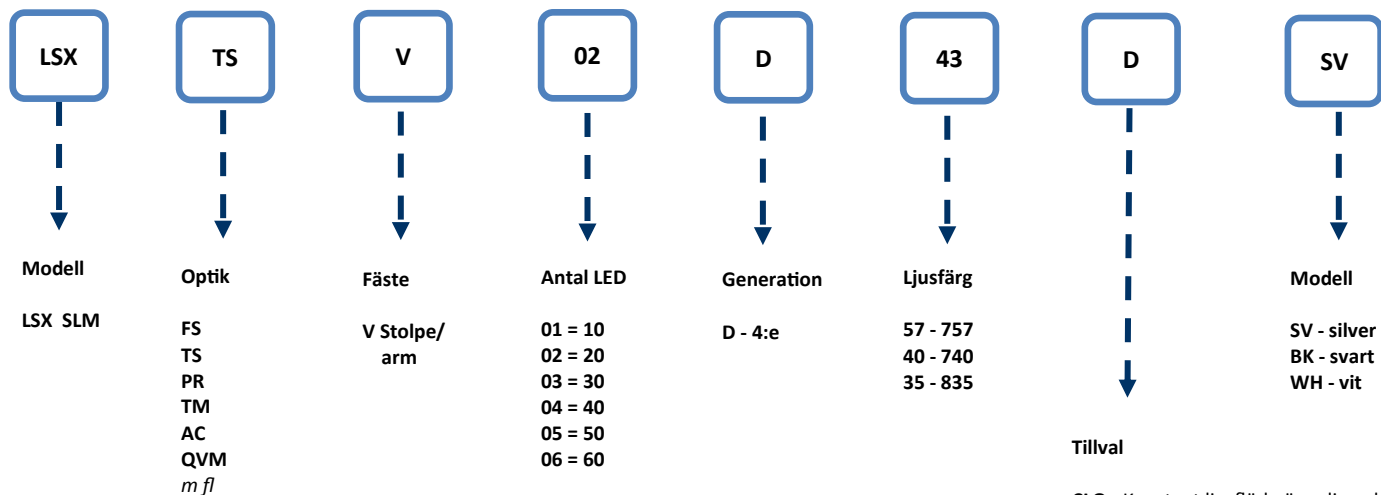 LSX TS V 02 D 43 D SV
Modell
LSX SLM
Optik
FS
TS
PR
TM
AC
QVM
m fl
Fäste
V Stolpe/
arm
Antal LED
01 = 10
02 = 20
03 = 30
04 = 40
05 = 50
06 = 60
Generation
D - 4:e
Ljusfärg
57 - 757
40 - 740
35 - 835
Tillval
Modell
SV - silver
BK - svart
WH - vit